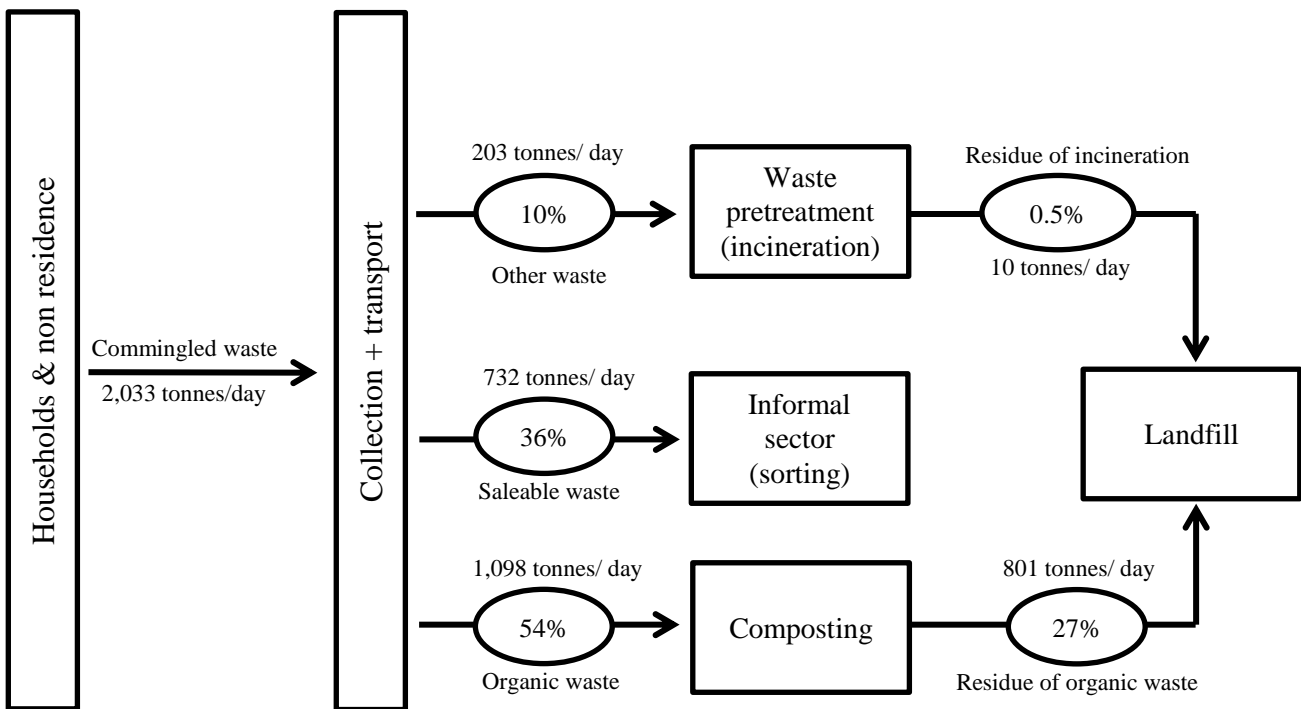 Households & non residence
Commingled waste
2,033 tonnes/day
Collection + transport
203 tonnes/ day
10%
Other waste
Waste
pretreatment
(incineration)
Residue of incineration
0.5%
10 tonnes/ day
732 tonnes/ day
36%
Saleable waste
Informal
sector
(sorting)
Landfill
1,098 tonnes/ day
54%
Organic waste
Composting
801 tonnes/ day
27%
Residue of organic waste